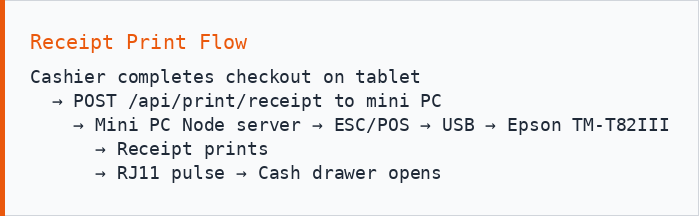 Receipt Print Flow
Cashier completes checkout on tablet
→ POST /api/print/receipt to mini PC
→ Mini PC Node server → ESC/POS → USB → Epson TM-T82III
→ Receipt prints
→ RJ11 pulse → Cash drawer opens